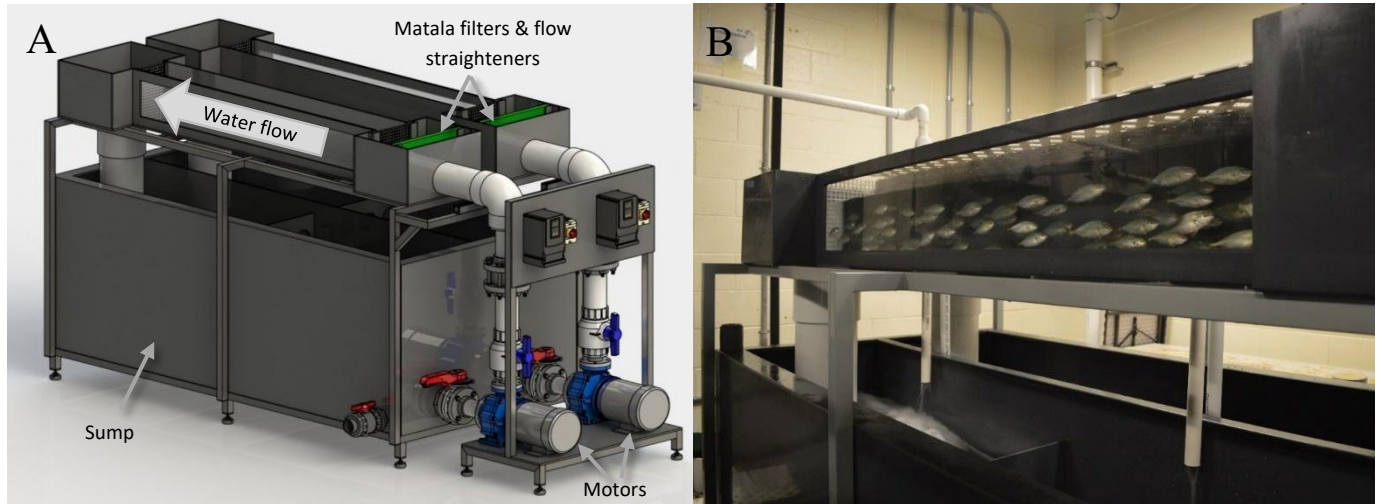 A
Matala filters & flow
straighteners
Water flow
Sump
Motors
B